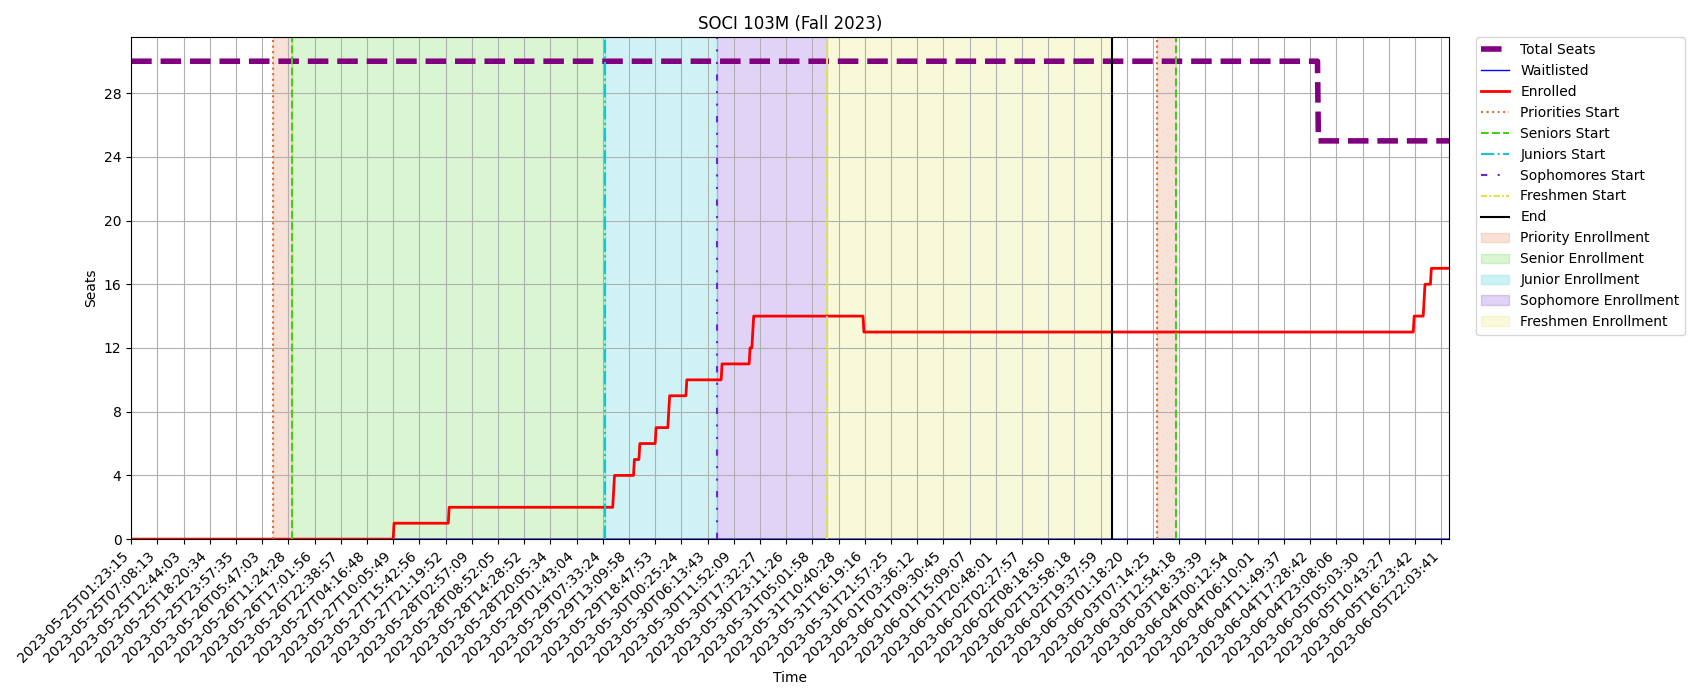 SOCI 103M (Fall 2023)
28
24
20
16
12
8
4
0
Seats
2023-05-25T01:23:15
2023-05-25T07:08:13
2023-05-25T12:44:03
2023-05-25T18:20:34
2023-05-25T23:57:35
2023-05-26T05:47:03
2023-05-26T11:24:28
2023-05-26T17:01:56
2023-05-26T22:38:57
2023-05-27T04:16:48
2023-05-27T10:05:49
2023-05-27T15:42:56
2023-05-27T21:19:52
2023-05-28T02:57:09
2023-05-28T08:52:05
2023-05-28T14:28:52
2023-05-28T20:05:34
2023-05-29T01:43:04
2023-05-29T07:33:24
2023-05-29T13:09:58
2023-05-29T18:47:53
2023-05-30T00:25:24
2023-05-30T06:13:43
2023-05-30T11:52:09
2023-05-30T17:32:27
2023-05-30T23:11:26
2023-05-31T05:01:58
2023-05-31T10:40:28
2023-05-31T16:19:16
2023-05-31T21:57:25
2023-06-01T03:36:12
2023-06-01T09:30:45
2023-06-01T15:09:07
2023-06-01T20:48:01
2023-06-02T02:27:57
2023-06-02T08:18:50
2023-06-02T13:58:18
2023-06-02T19:37:59
2023-06-03T01:18:20
2023-06-03T07:14:25
2023-06-03T12:54:18
2023-06-03T18:33:39
2023-06-04T00:12:54
2023-06-04T06:10:01
2023-06-04T11:49:37
2023-06-04T17:28:42
2023-06-04T23:08:06
2023-06-05T05:03:30
2023-06-05T10:43:27
2023-06-05T16:23:42
2023-06-05T22:03:41
Time
Total Seats
Waitlisted
Enrolled
Priorities Start
Seniors Start
Juniors Start
Sophomores Start
Freshmen Start
End
Priority Enrollment
Senior Enrollment
Junior Enrollment
Sophomore Enrollment
Freshmen Enrollment